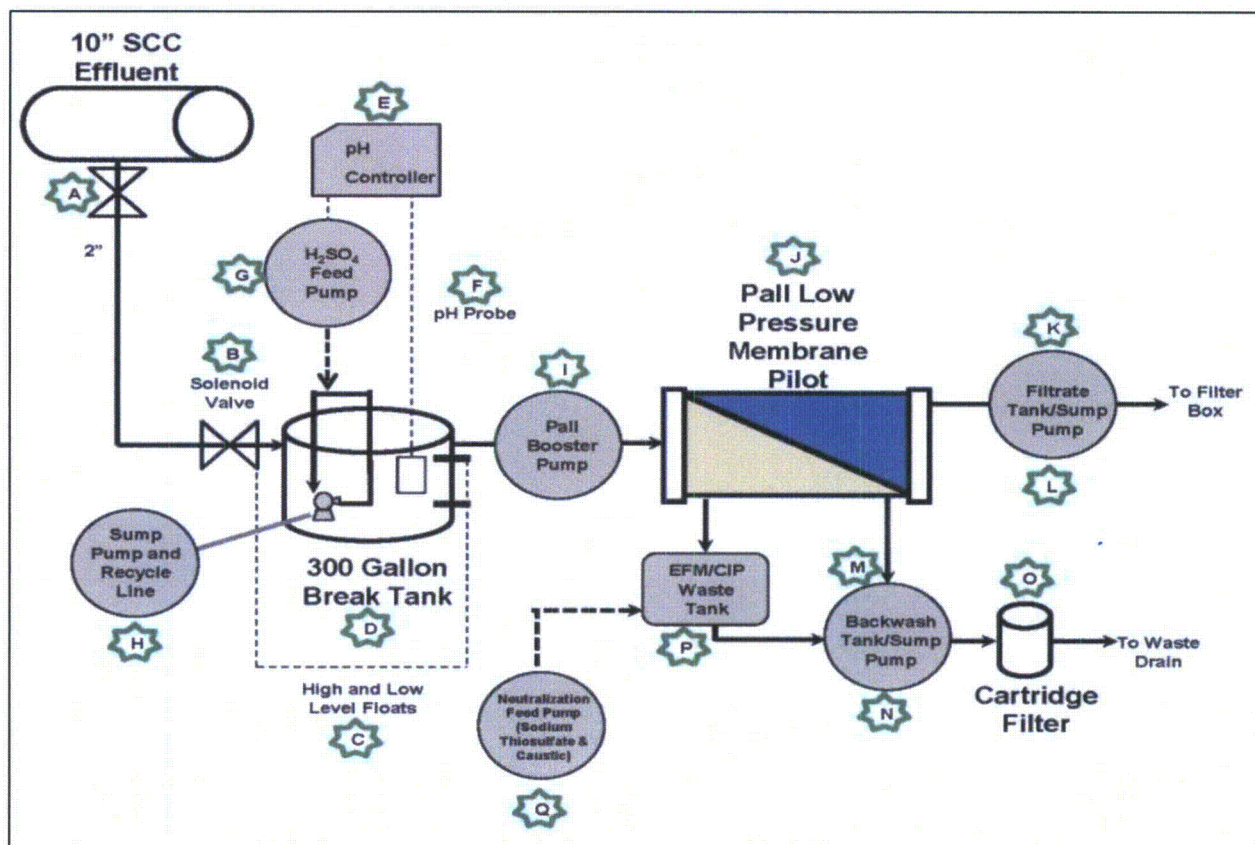 10" SCC
Effluent
E
pH
Controller
A
2"
G
H₂SO₄
Feed
Pump
F
pH Probe
J
Pall Low
Pressure
Membrane
Pilot
B
Solenoid
Valve
I
Pall
Booster
Pump
K
Filtrate
Tank/Sump
Pump
L
To Filter
Box
Sump
Pump and
Recycle
Line
H
300 Gallon
Break Tank
D
High and Low
Level Floats
C
EFM/CIP
Waste
Tank
P
M
Backwash
Tank/Sump
Pump
N
O
Cartridge
Filter
To Waste
Drain
Neutralization
Feed Pump
(Sodium
Thiosulfate &
Caustic)
Q